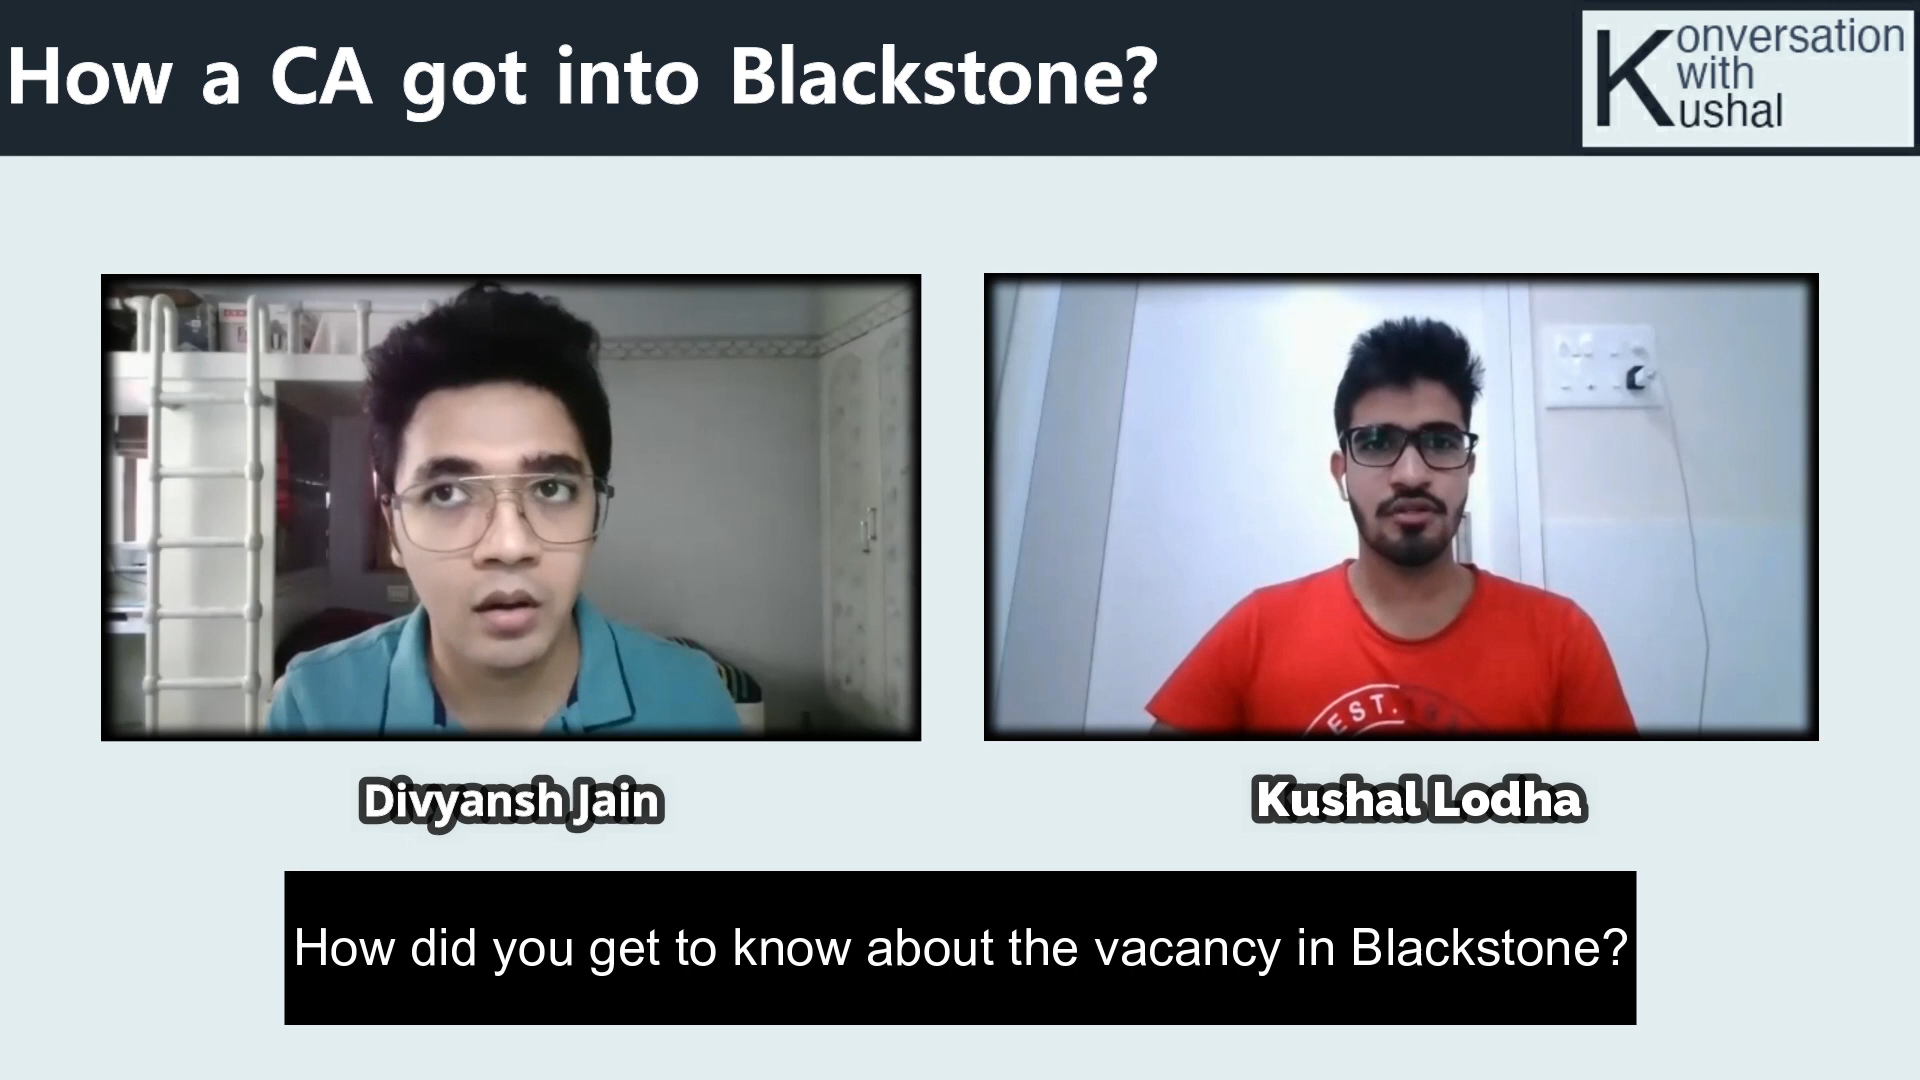 How a CA got into Blackstone?
Konversation
with
Kushal
EST.
Divyansh Jain
Kushal Lodha
How did you get to know about the vacancy in Blackstone?